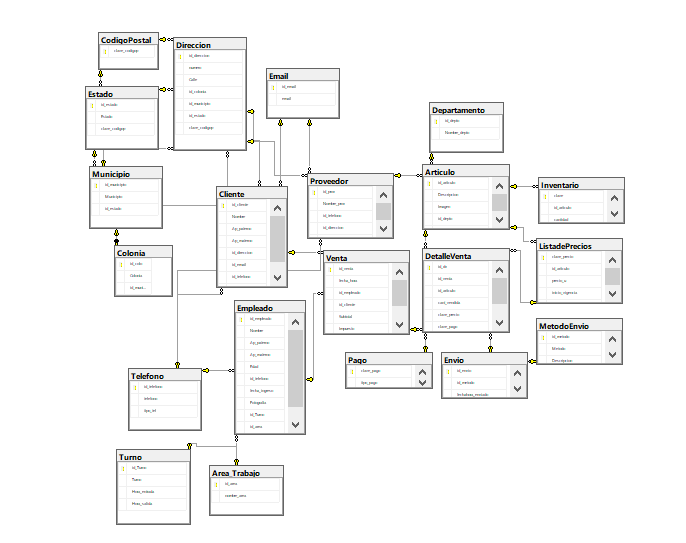 CodigoPostal
clave_codigop
Direccion
id_direccion
numero
Calle
id_colonia
id_municipio
id_estado
clave_codigop
Email
id_email
email
Estado
id_estado
Estado
clave_codigop
Departamento
id_depto
Nombre_depto
Municipio
id_municipio
Municipio
id_estado
Cliente
id_cliente
Nombre
Ap_paterno
Ap_materno
id_direccion
id_email
id_telefono
Proveedor
id_prov
Nombre_prov
id_telefono
id_direccion
Articulo
id_articulo
Descripcion
Imagen
id_depto
Inventario
clave
id_articulo
cantidad
Colonia
id_colo
Colonia
id_muni..
Venta
id_venta
fecha_hora
id_empleado
id_cliente
Subtotal
Impuesto
DetalleVenta
id_dv
id_venta
id_articulo
cant_vendida
clave_precio
clave_pago
ListadePrecios
clave_precio
id_articulo
precio_u
inicio_vigencia
Empleado
id_empleado
Nombre
Ap_paterno
Ap_materno
Edad
id_telefono
fecha_ingreso
Fotografia
id_Turno
id_area
MetodoEnvio
id_metodo
Metodo
Descripcion
Pago
clave_pago
tipo_pago
Envio
id_envio
id_metodo
Telefono
id_telefono
telefono
tipo_tel
Turno
id_Turno
Turno
Hora_entrada
Hora_salida
Area_Trabajo
id_area
nombre_area